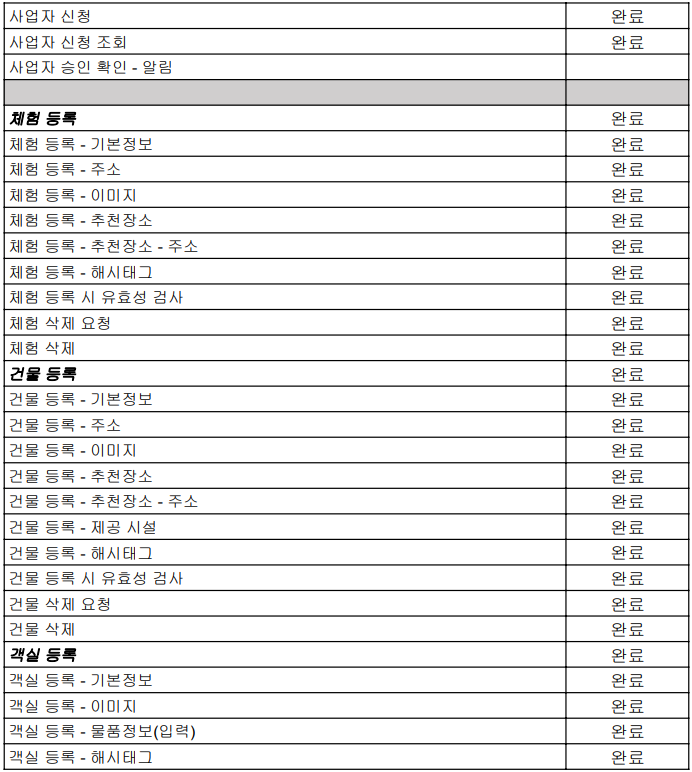 사업자 신청 완료
사업자 신청 조회 완료
사업자 승인 확인 - 알림
체험 등록 완료
체험 등록 - 기본정보 완료
체험 등록 - 주소 완료
체험 등록 - 이미지 완료
체험 등록 - 추천장소 완료
체험 등록 - 추천장소 - 주소 완료
체험 등록 - 해시태그 완료
체험 등록 시 유효성 검사 완료
체험 삭제 요청 완료
체험 삭제 완료
건물 등록 완료
건물 등록 - 기본정보 완료
건물 등록 - 주소 완료
건물 등록 - 이미지 완료
건물 등록 - 추천장소 완료
건물 등록 - 추천장소 - 주소 완료
건물 등록 - 제공 시설 완료
건물 등록 - 해시태그 완료
건물 등록 시 유효성 검사 완료
건물 삭제 요청 완료
건물 삭제 완료
객실 등록 완료
객실 등록 - 기본정보 완료
객실 등록 - 이미지 완료
객실 등록 - 물품정보(입력) 완료
객실 등록 - 해시태그 완료